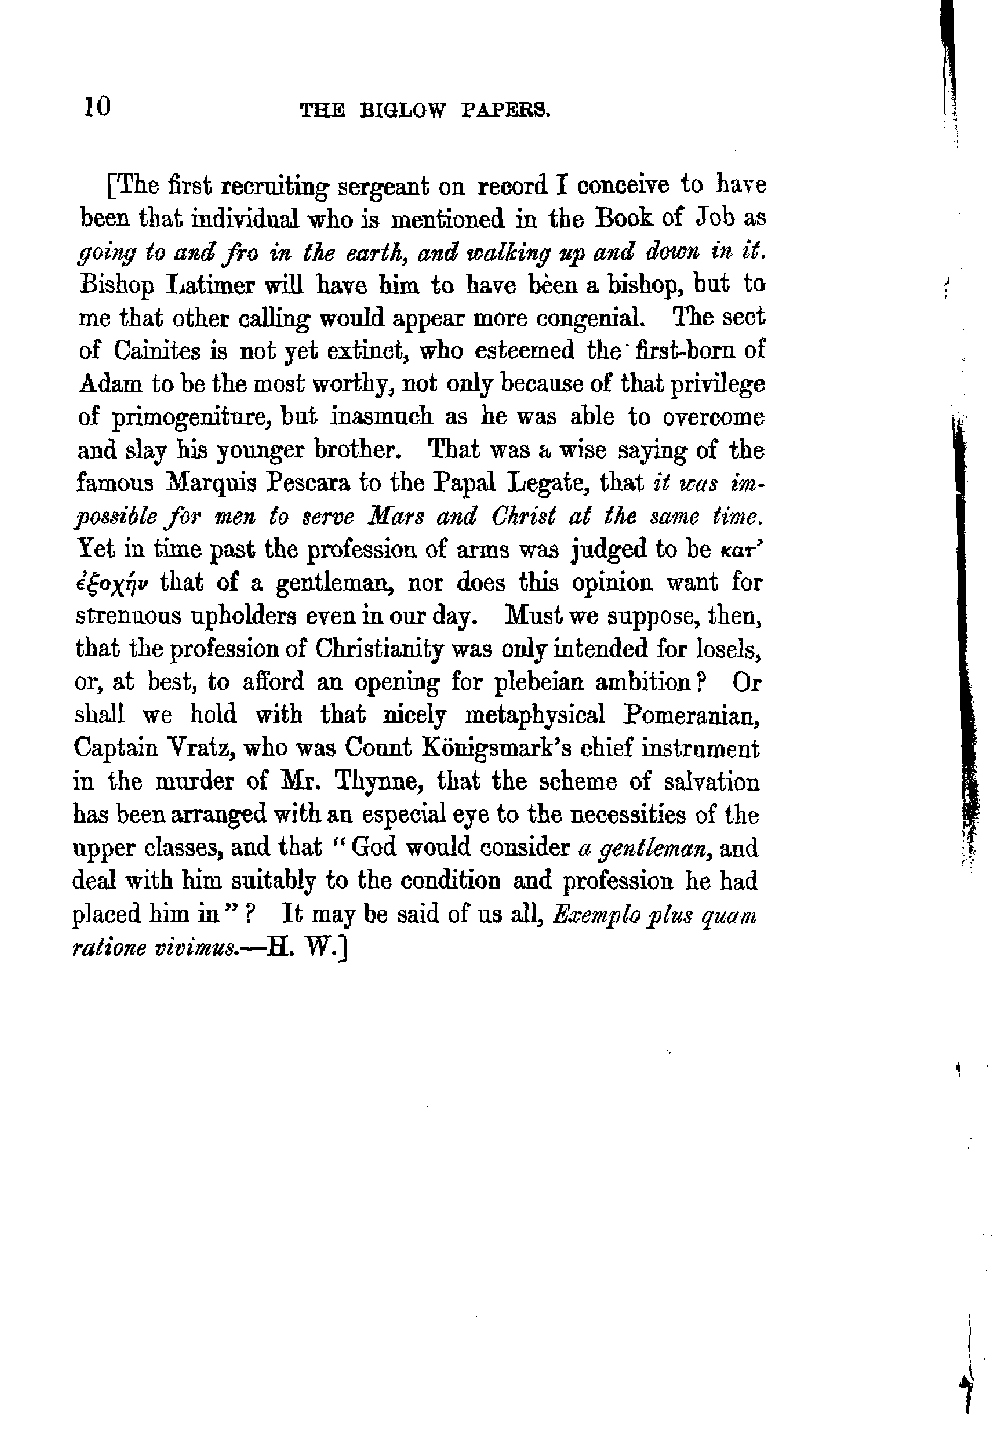 10 THE BIGLOW PAPERS.
[The first recruiting sergeant on record I conceive to have
been that individual who is mentioned in the Book of Job as
going to and fro in the earth, and walking up and down in it.
Bishop Latimer will have him to have bèen a bishop, but to
me that other calling would appear more congenial. The sect
of Cainites is not yet extinct, who esteemed the first-born of
Adam to be the most worthy, not only because of that privilege
of primogeniture, but inasmuch as he was able to overcome
and slay his younger brother. That was a wise saying of the
famous Marquis Pescara to the Papal Legate, that it was im-
possible for men to serve Mars and Christ at the same time.
Yet in time past the profession of arms was judged to be κατ’
ἐξοχήν that of a gentleman, nor does this opinion want for
strenuous upholders even in our day. Must we suppose, then,
that the profession of Christianity was only intended for losels,
or, at best, to afford an opening for plebeian ambition? Or
shall we hold with that nicely metaphysical Pomeranian,
Captain Vratz, who was Count Königsmark's chief instrument
in the murder of Mr. Thynne, that the scheme of salvation
has been arranged with an especial eye to the necessities of the
upper classes, and that "God would consider a gentleman, and
deal with him suitably to the condition and profession he had
placed him in"? It may be said of us all, Exemplo plus quam
ratione vivimus.—H. W.]